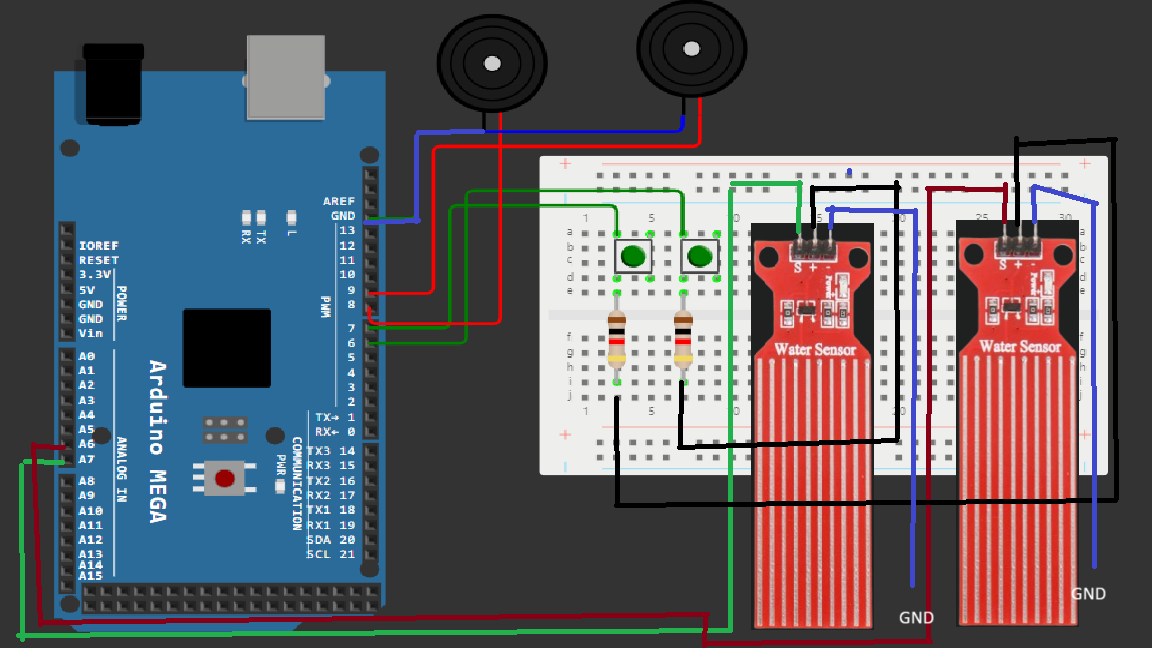 AREF
GND
13
12
11
10
9
8
7
6
5
4
3
2
TX→ 1
RX← 0
TX3 14
RX3 15
TX2 16
RX2 17
TX1 18
RX1 19
SDA 20
SCL 21
RX
TX
L
PWM
COMMUNICATION
IOREF
RESET
3.3V
5V
GND
GND
Vin
POWER
A0
A1
A2
A3
A4
A5
A6
A7
A8
A9
A10
A11
A12
A13
A14
A15
ANALOG IN
Arduino MEGA
PWR
1
5
25
30
a
b
c
d
e
f
g
h
i
j
1
5
20
a
S + -
Power
Water Sensor
S + -
Power
Water Sensor
GND
GND